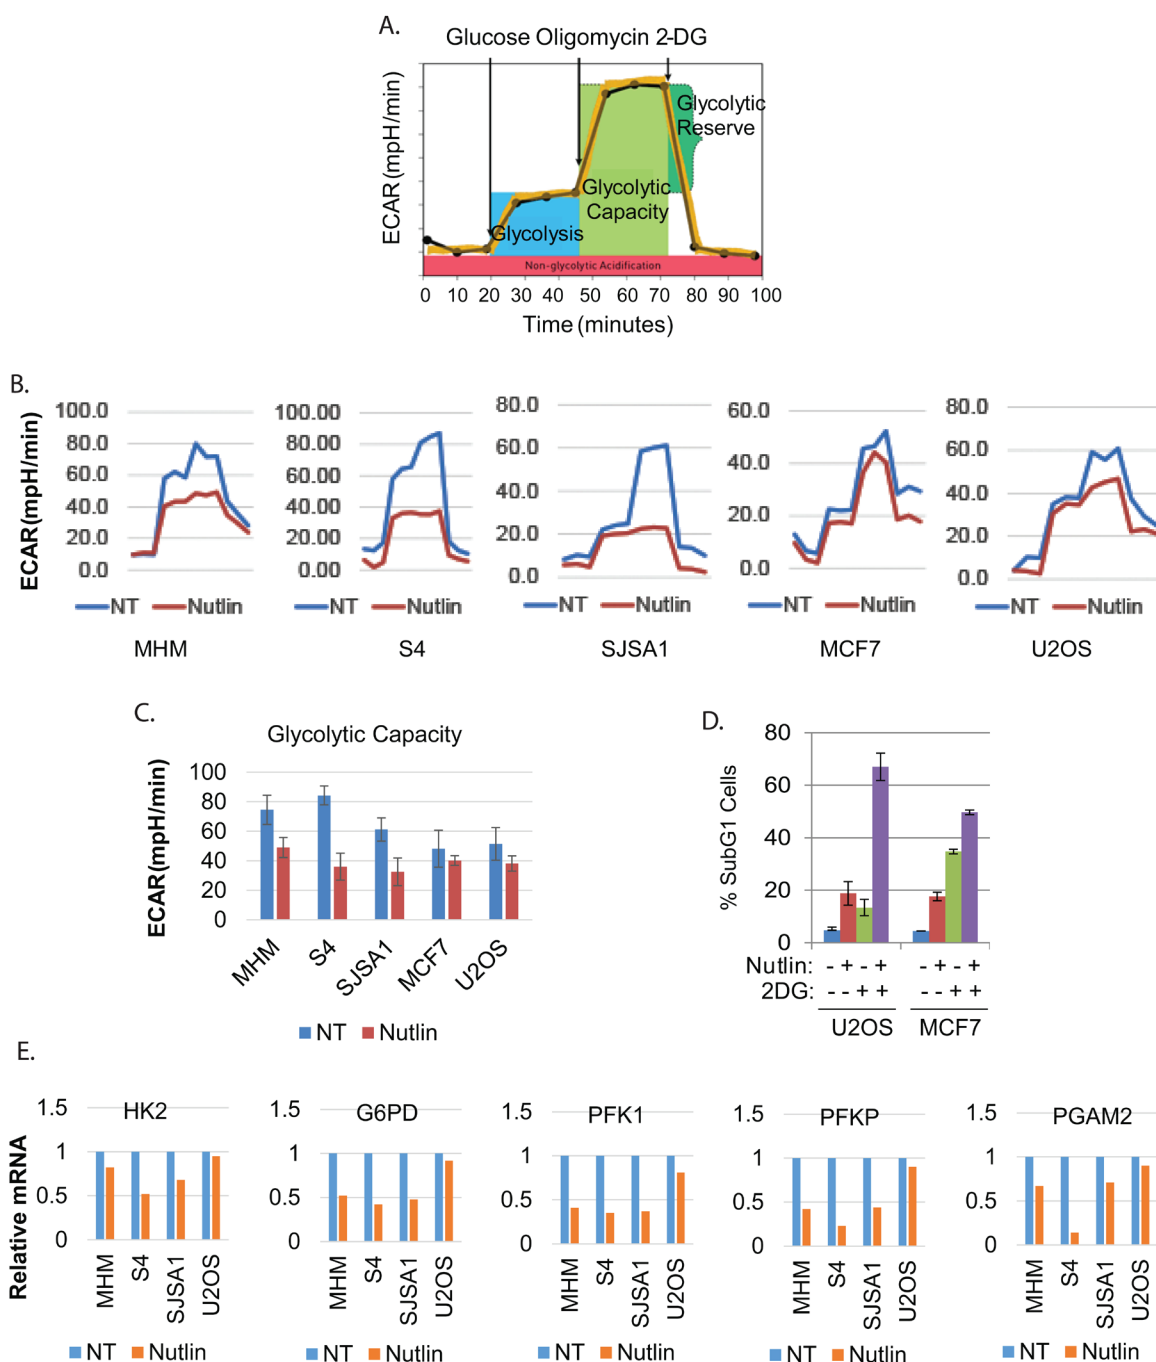 A.
Glucose Oligomycin 2-DG
ECAR(mpH/min)
Glycolytic
Reserve
Glycolytic
Capacity
Glycolysis
Non-glycolytic Acidification
0 10 20 30 40 50 60 70 80 90 100
Time (minutes)
B.
ECAR(mpH/min)
100.0
80.0
60.0
40.0
20.0
0.0
NT Nutlin
MHM
100.00
80.00
60.00
40.00
20.00
0.00
NT Nutlin
S4
80.0
60.0
40.0
20.0
0.0
NT Nutlin
SJSA1
60.0
40.0
20.0
0.0
NT Nutlin
MCF7
80.0
60.0
40.0
20.0
0.0
NT Nutlin
U2OS
C.
Glycolytic Capacity
ECAR(mpH/min)
100
80
60
40
20
0
MHM S4 SJSA1 MCF7 U2OS
NT Nutlin
D.
% SubG1 Cells
80
60
40
20
0
Nutlin: - + - + - + - +
2DG: - - + + - - + +
U2OS MCF7
E.
Relative mRNA
HK2
1.5
1
0.5
0
MHM S4 SJSA1 U2OS
NT Nutlin
G6PD
1.5
1
0.5
0
MHM S4 SJSA1 U2OS
NT Nutlin
PFK1
1.5
1
0.5
0
MHM S4 SJSA1 U2OS
NT Nutlin
PFKP
1.5
1
0.5
0
MHM S4 SJSA1 U2OS
NT Nutlin
PGAM2
1.5
1
0.5
0
MHM S4 SJSA1 U2OS
NT Nutlin